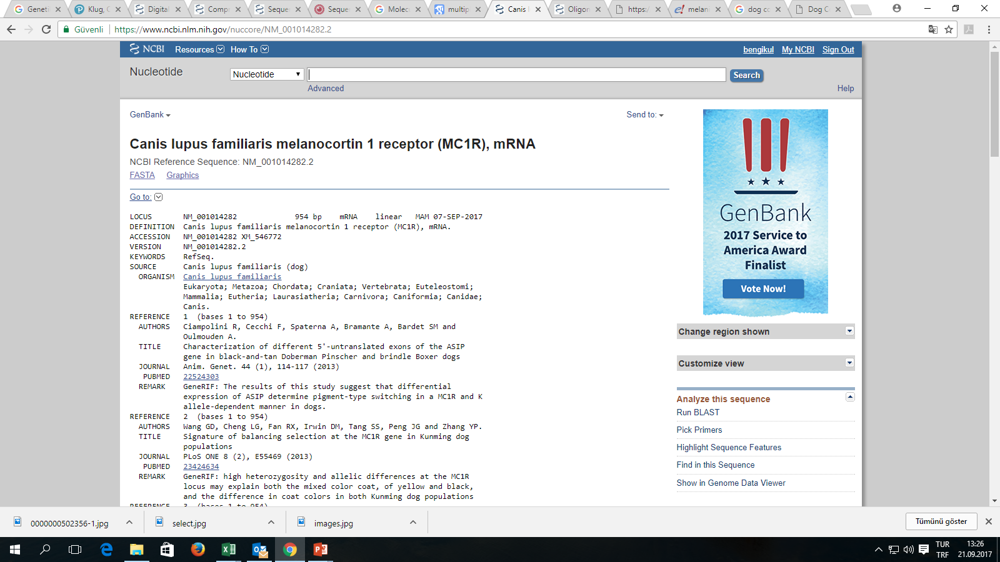 Geneti
Klug, C
Digital
Comp
Sequen
Sequen
Molecu
multip
Canis l
Oligon
https:/
melan
dog co
Dog C
Güvenli
https://www.ncbi.nlm.nih.gov/nuccore/NM_001014282.2
NCBI Resources How To
bengikul My NCBI Sign Out
Nucleotide
Nucleotide
Search
Advanced
Help
GenBank
Send to:
Canis lupus familiaris melanocortin 1 receptor (MC1R), mRNA
NCBI Reference Sequence: NM_001014282.2
FASTA Graphics
Go to:
LOCUS NM_001014282 954 bp mRNA linear MAM 07-SEP-2017
DEFINITION Canis lupus familiaris melanocortin 1 receptor (MC1R), mRNA.
ACCESSION NM_001014282 XM_546772
VERSION NM_001014282.2
KEYWORDS RefSeq.
SOURCE Canis lupus familiaris (dog)
ORGANISM Canis lupus familiaris
Eukaryota; Metazoa; Chordata; Craniata; Vertebrata; Euteleostomi;
Mammalia; Eutheria; Laurasiatheria; Carnivora; Caniformia; Canidae;
Canis.
REFERENCE 1 (bases 1 to 954)
AUTHORS Ciampolini R, Cecchi F, Spaterna A, Bramante A, Bardet SM and
Oulmouden A.
TITLE Characterization of different 5'-untranslated exons of the ASIP
gene in black-and-tan Doberman Pinscher and brindle Boxer dogs
JOURNAL Anim. Genet. 44 (1), 114-117 (2013)
PUBMED 22524303
REMARK GeneRIF: The results of this study suggest that differential
expression of ASIP determine pigment-type switching in a MC1R and K
allele-dependent manner in dogs.
REFERENCE 2 (bases 1 to 954)
AUTHORS Wang GD, Cheng LG, Fan RX, Irwin DM, Tang SS, Peng JG and Zhang YP.
TITLE Signature of balancing selection at the MC1R gene in Kunming dog
populations
JOURNAL PLoS ONE 8 (2), E55469 (2013)
PUBMED 23424634
REMARK GeneRIF: high heterozygosity and allelic differences at the MC1R
locus may explain both the mixed color coat, of yellow and black,
and the difference in coat colors in both Kunming dog populations
REFERENCE 3 (bases 1 to 954)
GenBank
2017 Service to
America Award
Finalist
Vote Now!
Change region shown
Customize view
Analyze this sequence
Run BLAST
Pick Primers
Highlight Sequence Features
Find in this Sequence
Show in Genome Data Viewer
0000000502356-1.jpg
select.jpg
images.jpg
Tümünü göster
TUR
TRF
13:26
21.09.2017